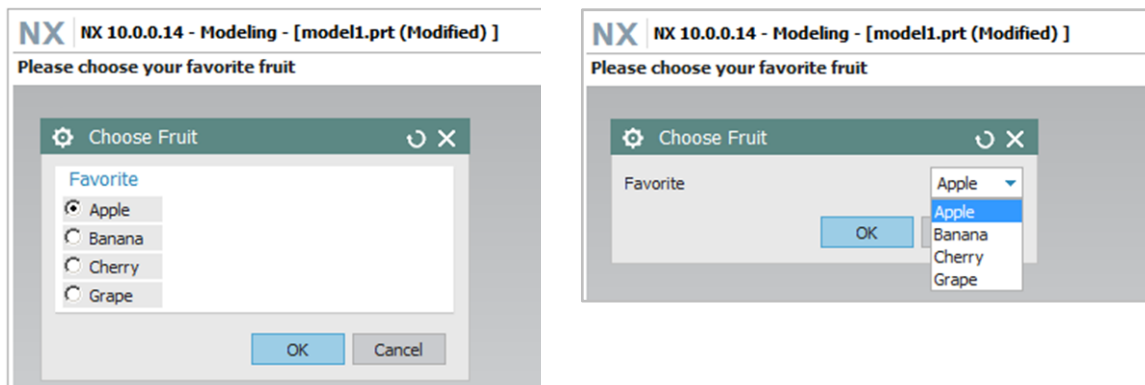 NX NX 10.0.0.14 - Modeling - [model1.prt (Modified) ]
Please choose your favorite fruit
Choose Fruit
Favorite
Apple
Banana
Cherry
Grape
OK Cancel
NX NX 10.0.0.14 - Modeling - [model1.prt (Modified) ]
Please choose your favorite fruit
Choose Fruit
Favorite Apple
Apple
Banana
Cherry
Grape
OK